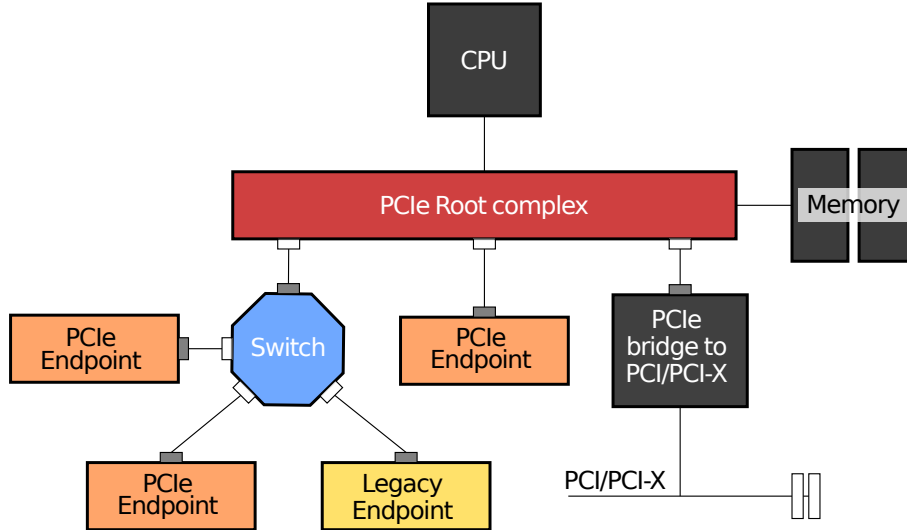 CPU
PCIe Root complex
Memory
PCIe
Endpoint
Switch
PCIe
Endpoint
PCIe
bridge to
PCI/PCI-X
PCIe
Endpoint
Legacy
Endpoint
PCI/PCI-X